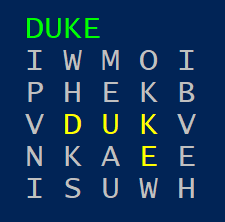 DUKE
I W M O I
P H E K B
V D U K V
N K A E E
I S U W H